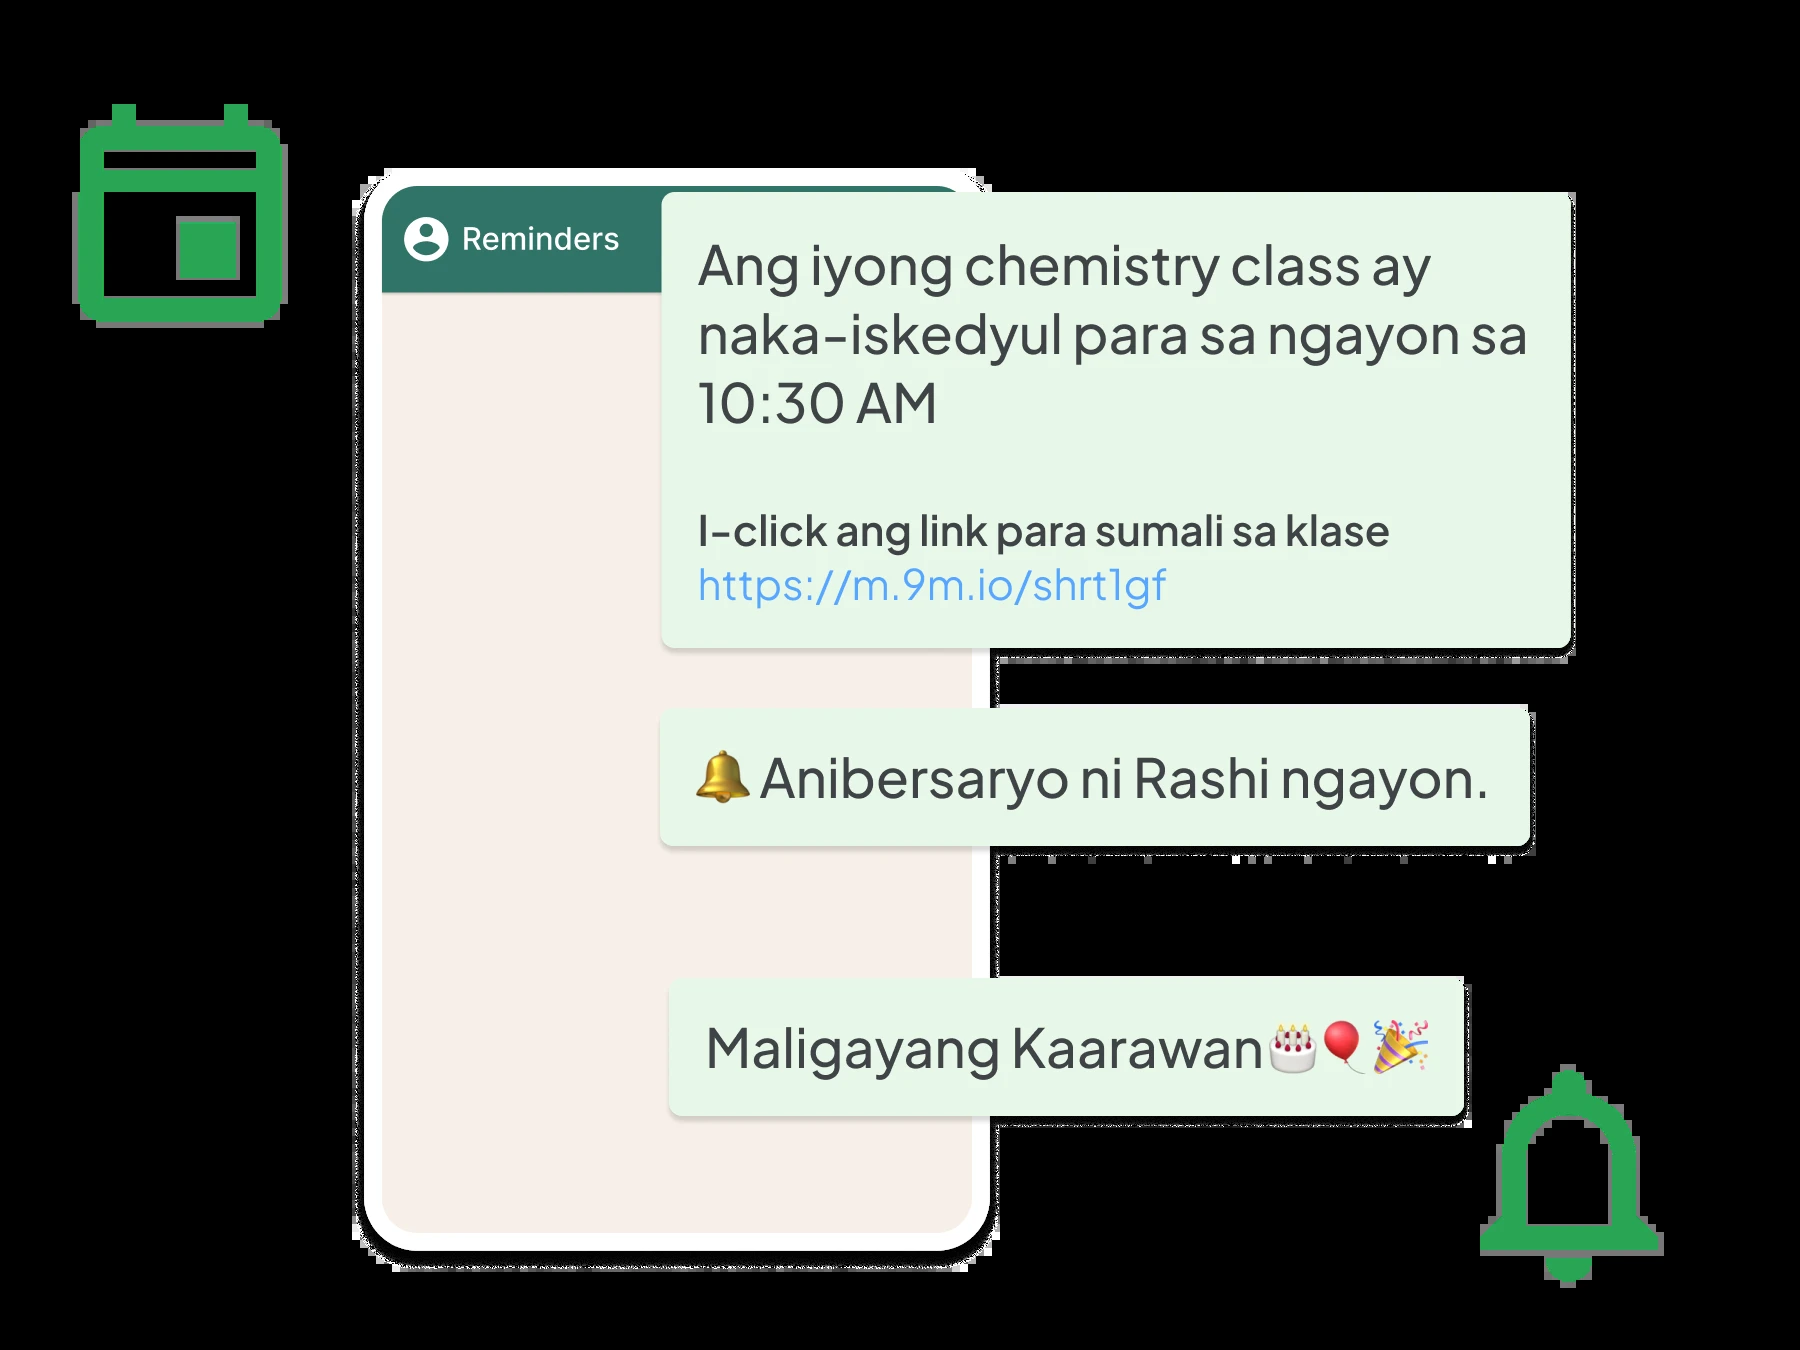 Reminders
Ang iyong chemistry class ay
naka-iskedyul para sa ngayon sa
10:30 AM
I-click ang link para sumali sa klase
https://m.9m.io/shrt1gf
🔔 Anibersaryo ni Rashi ngayon.
Maligayang Kaarawan🎂🎈🎉